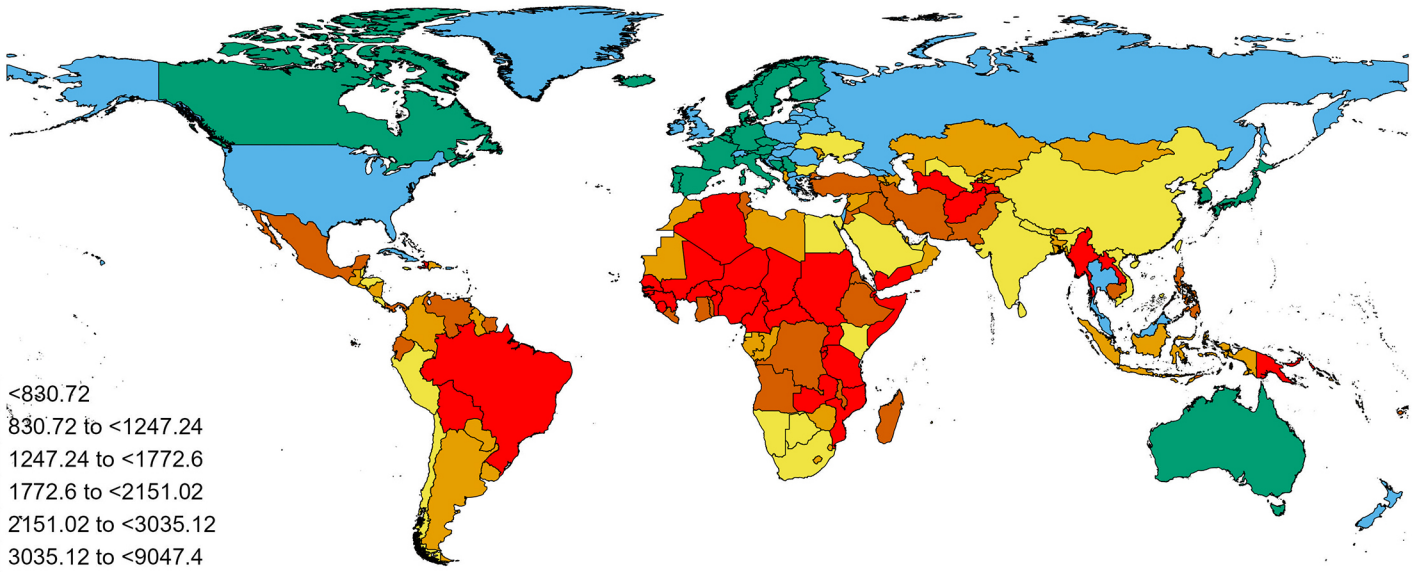 <830.72
830.72 to <1247.24
1247.24 to <1772.6
1772.6 to <2151.02
2151.02 to <3035.12
3035.12 to <9047.4